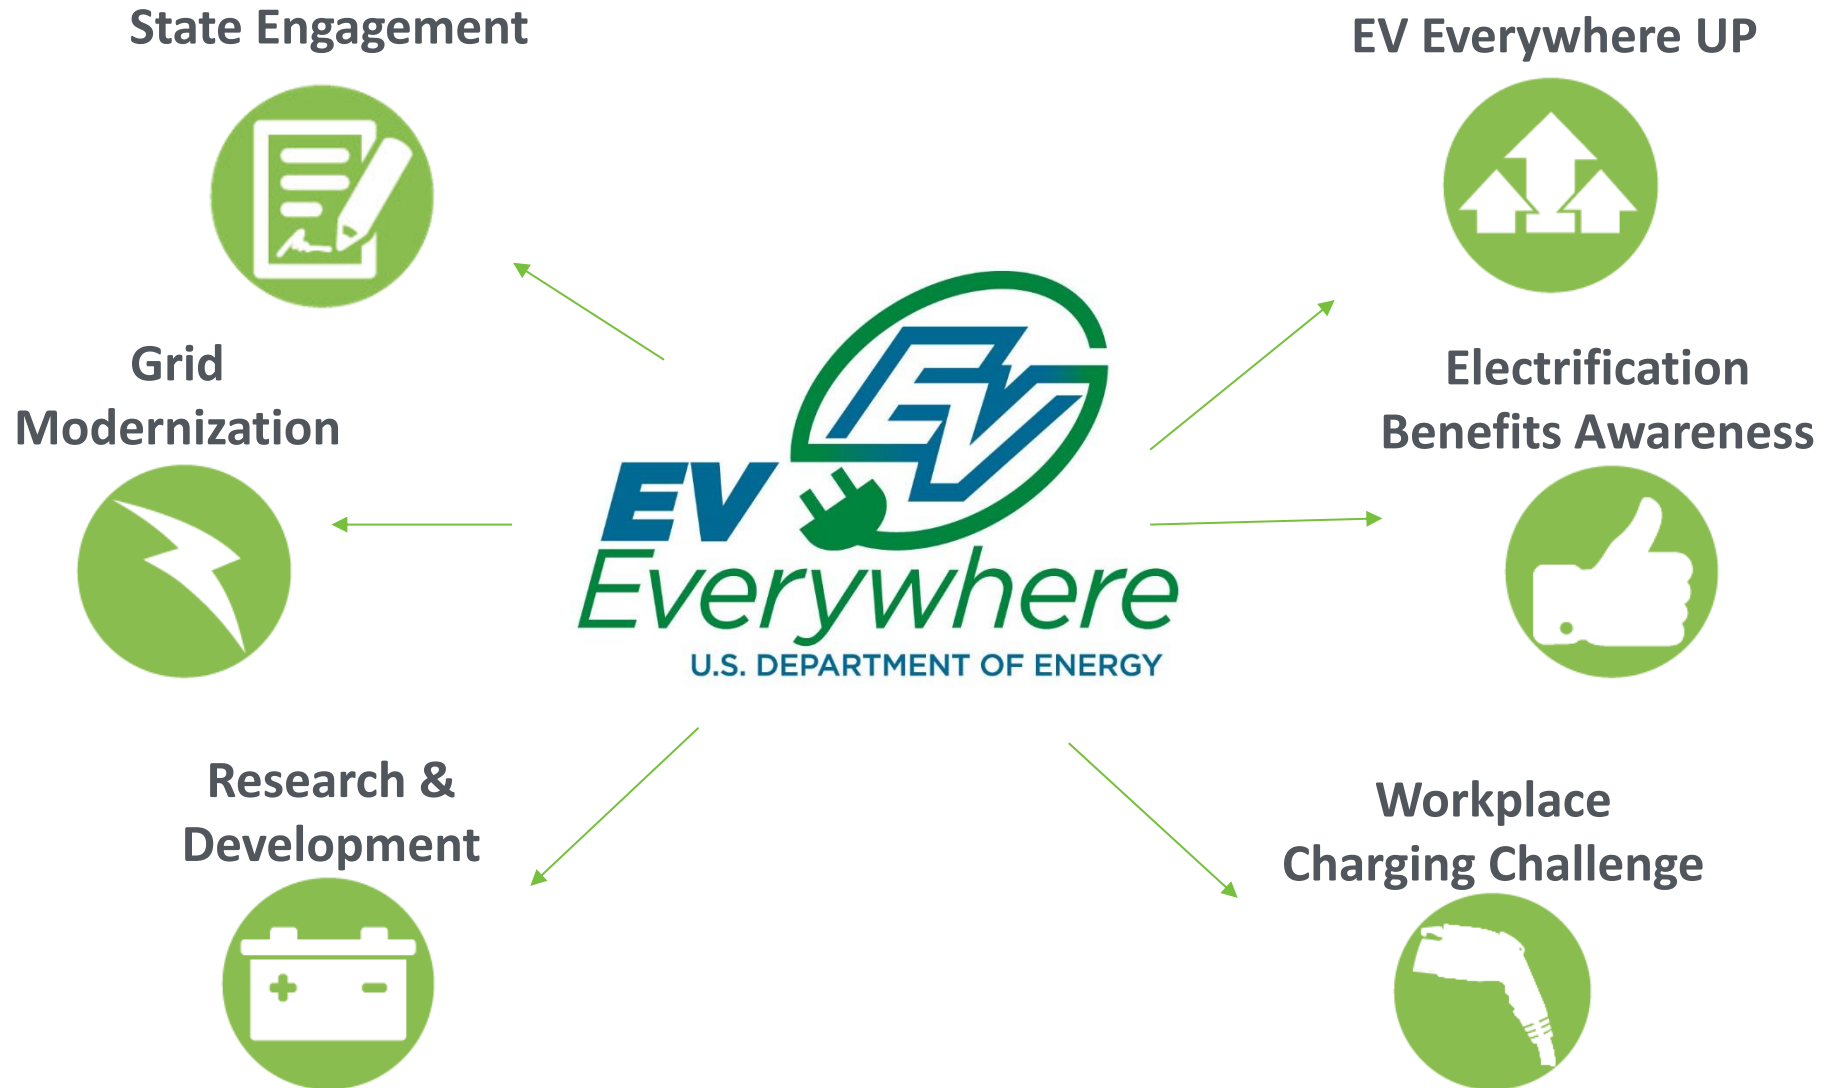 State Engagement
EV Everywhere UP
Grid
Modernization
Electrification
Benefits Awareness
EV
EV
Everywhere
U.S. DEPARTMENT OF ENERGY
Research &
Development
Workplace
Charging Challenge